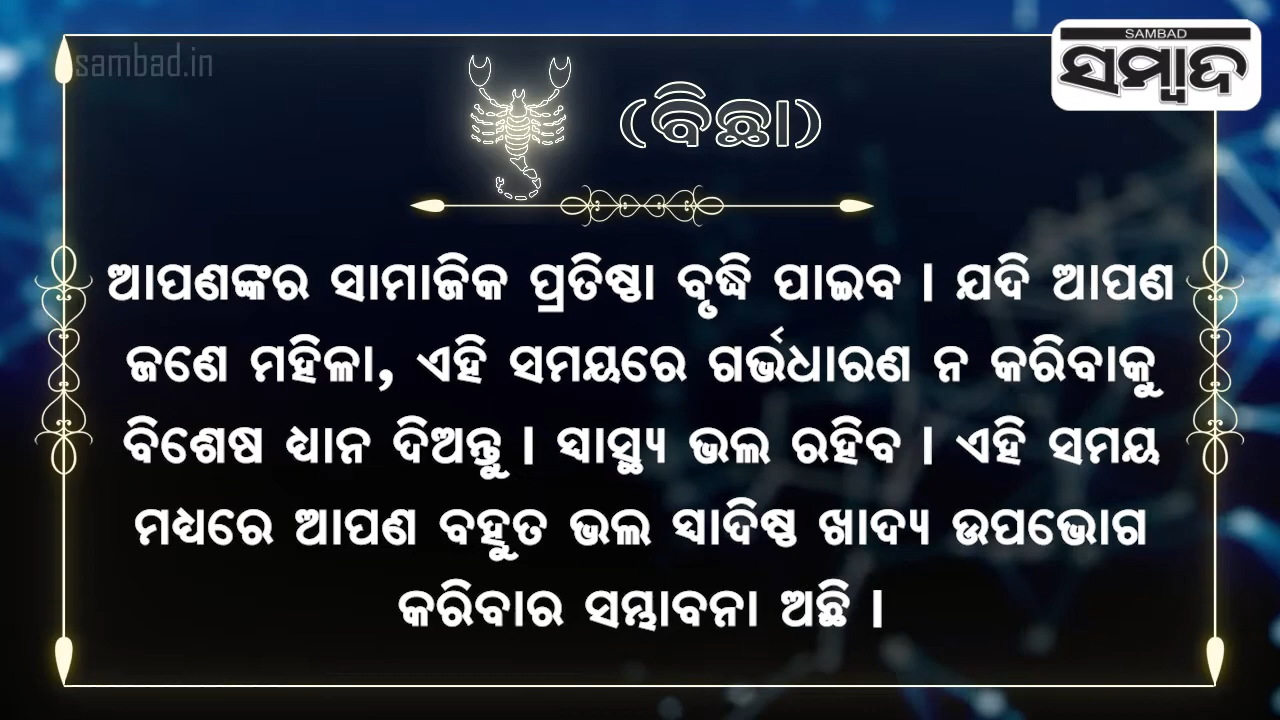 sambad.in
SAMBAD
ସମ୍ବାଦ
(ବିଛା)
ଆପଣଙ୍କର ସାମାଜିକ ପ୍ରତିଷ୍ଠା ବୃଦ୍ଧି ପାଇବ । ଯଦି ଆପଣ
ଜଣେ ମହିଳା, ଏହି ସମୟରେ ଗର୍ଭଧାରଣ ନ କରିବାକୁ
ବିଶେଷ ଧ୍ୟାନ ଦିଅନ୍ତୁ । ସ୍ୱାସ୍ଥ୍ୟ ଭଲ ରହିବ । ଏହି ସମୟ
ମଧ୍ୟରେ ଆପଣ ବହୁତ ଭଲ ସ୍ୱାଦିଷ୍ଠ ଖାଦ୍ୟ ଉପଭୋଗ
କରିବାର ସମ୍ଭାବନା ଅଛି ।